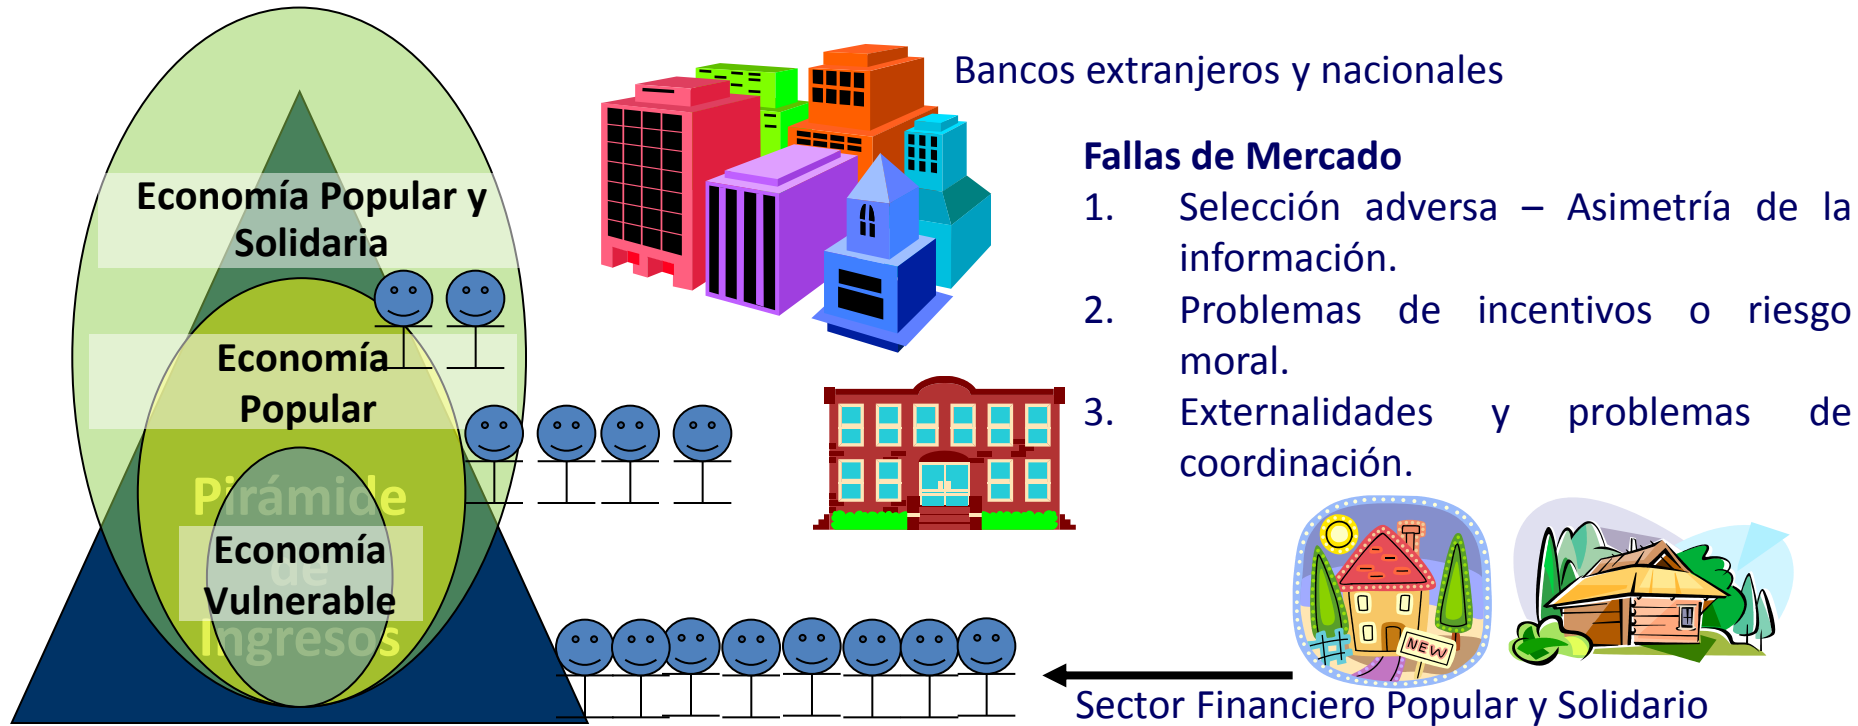 Bancos extranjeros y nacionales
Fallas de Mercado
1. Selección adversa – Asimetría de la
información.
2. Problemas de incentivos o riesgo
moral.
3. Externalidades y problemas de
coordinación.
Economía Popular y
Solidaria
Economía
Popular
Pirámide
de
Ingresos
Economía
Vulnerable
NEW
Sector Financiero Popular y Solidario